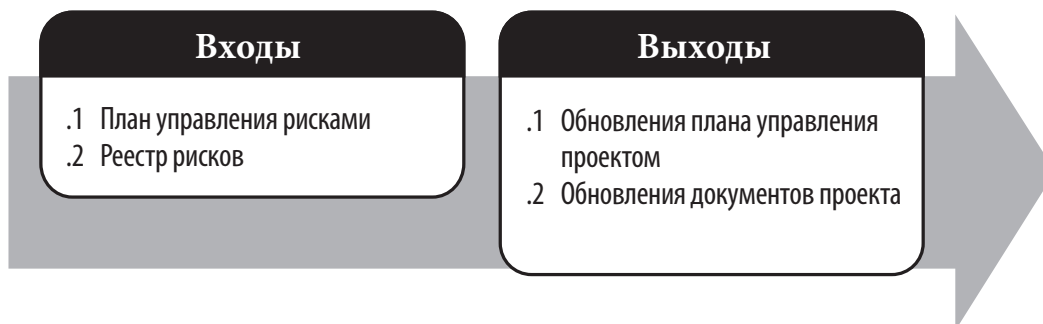 Входы
.1 План управления рисками
.2 Реестр рисков
Выходы
.1 Обновления плана управления
проектом
.2 Обновления документов проекта